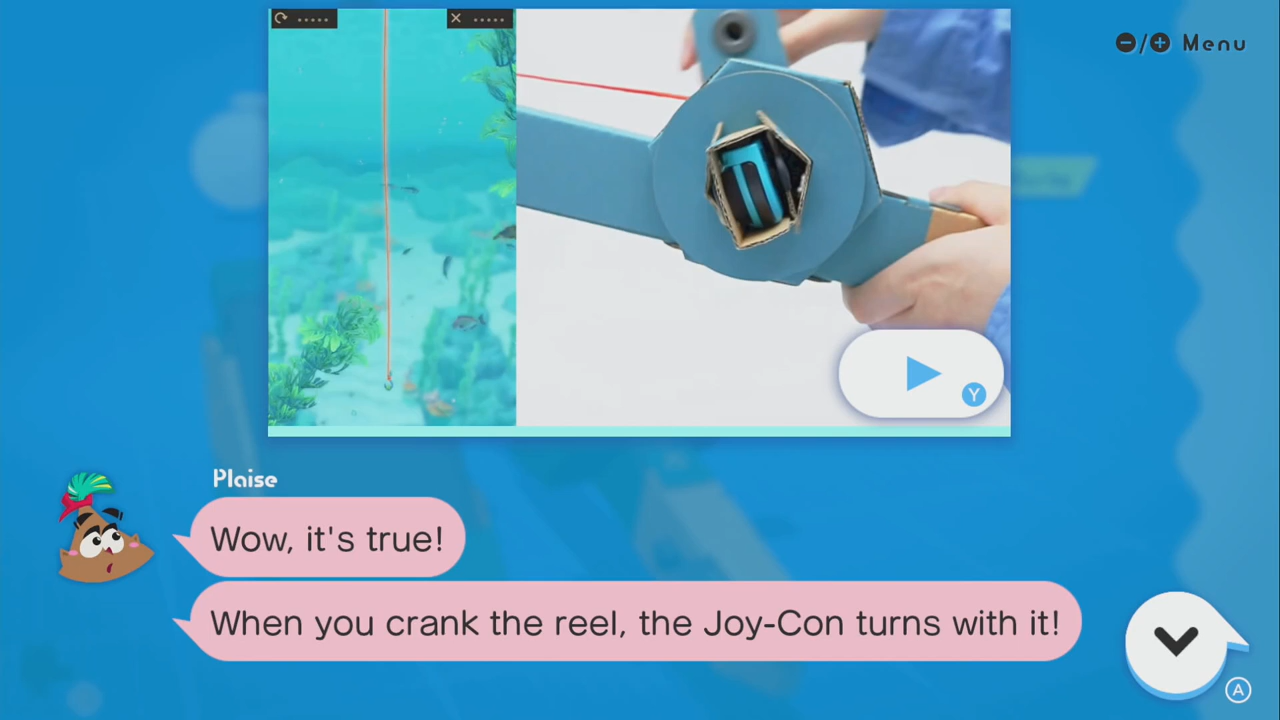 -/+ Menu
Y
Plaise
Wow, it's true!
When you crank the reel, the Joy-Con turns with it!
A